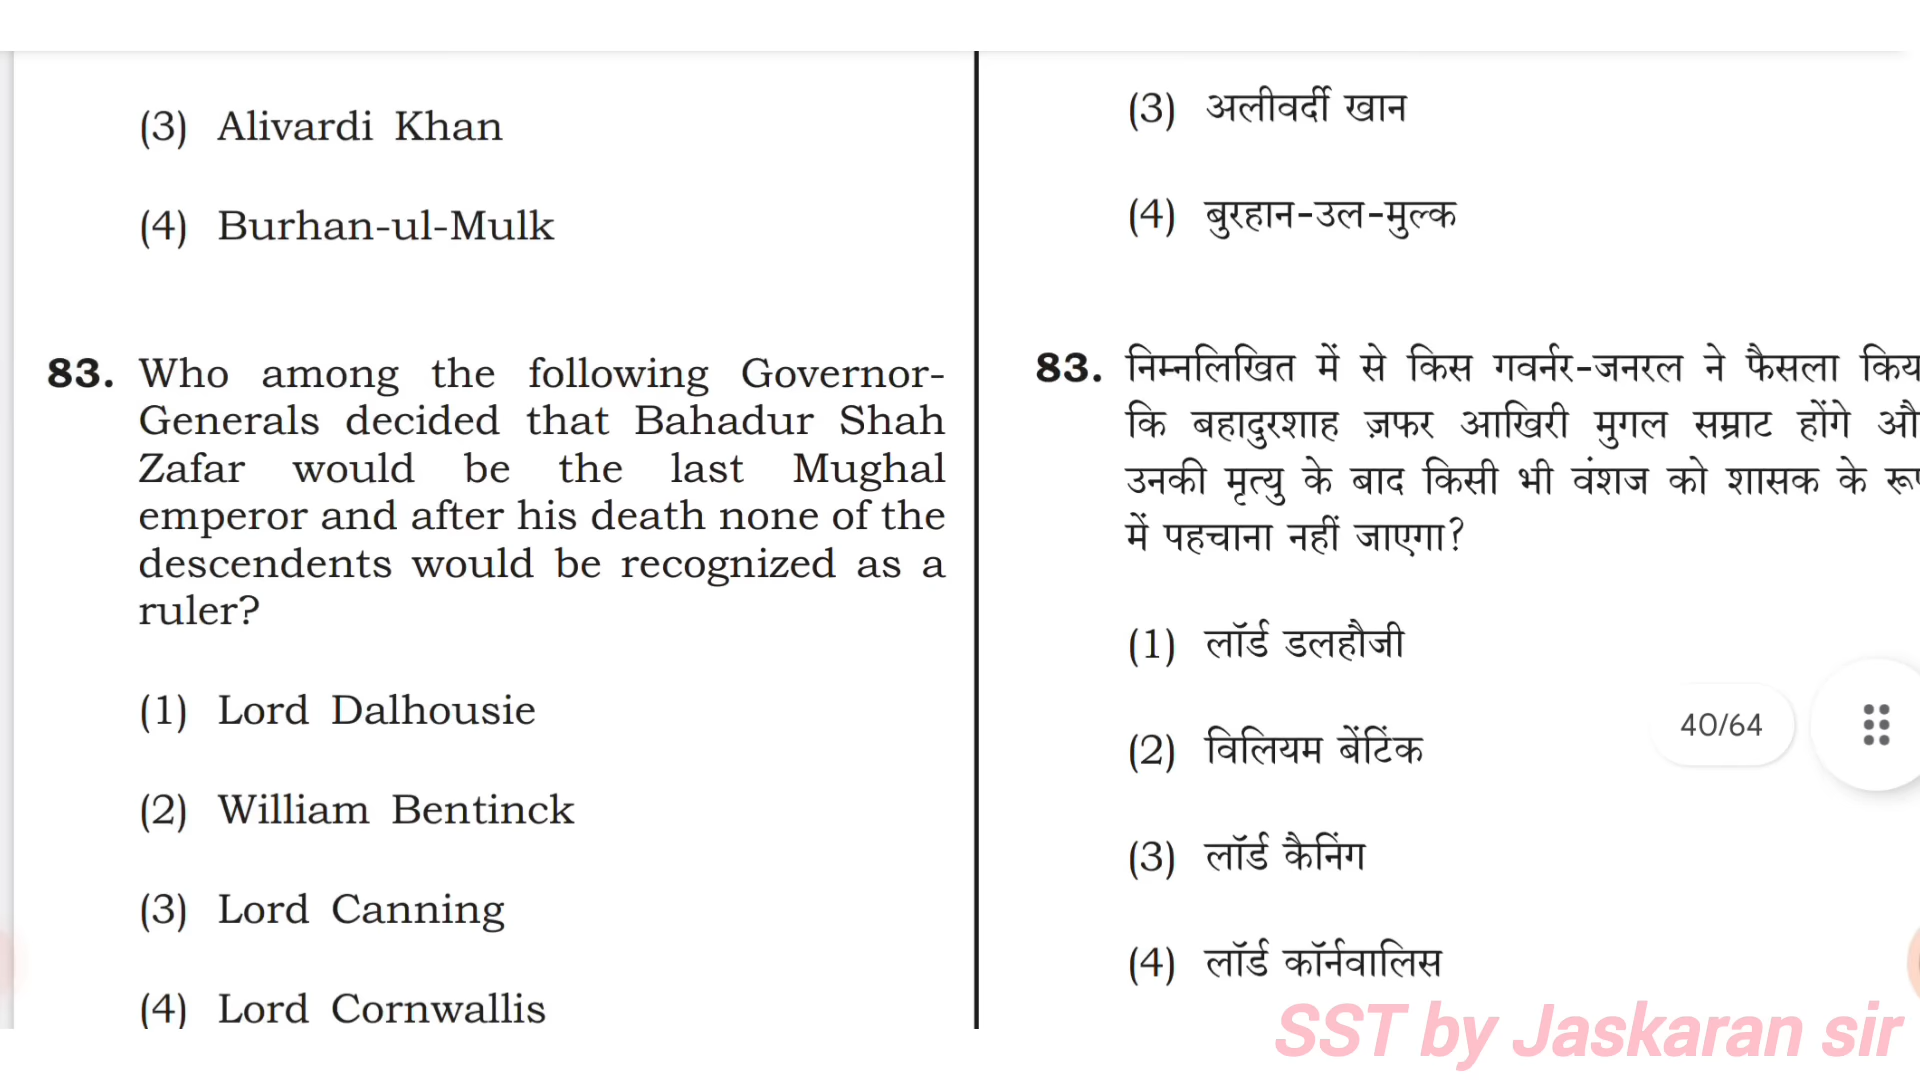 (3) Alivardi Khan
(4) Burhan-ul-Mulk
83. Who among the following Governor-
Generals decided that Bahadur Shah
Zafar would be the last Mughal
emperor and after his death none of the
descendents would be recognized as a
ruler?
(1) Lord Dalhousie
(2) William Bentinck
(3) Lord Canning
(4) Lord Cornwallis
(3) अलीवर्दी खान
(4) बुरहान-उल-मुल्क
83. निम्नलिखित में से किस गवर्नर-जनरल ने फैसला किय
कि बहादुरशाह ज़फर आखिरी मुगल सम्राट होंगे औ
उनकी मृत्यु के बाद किसी भी वंशज को शासक के रूप
में पहचाना नहीं जाएगा?
(1) लॉर्ड डलहौजी
(2) विलियम बेंटिंक
(3) लॉर्ड कैनिंग
(4) लॉर्ड कॉर्नवालिस
40/64
SST by Jaskaran sir